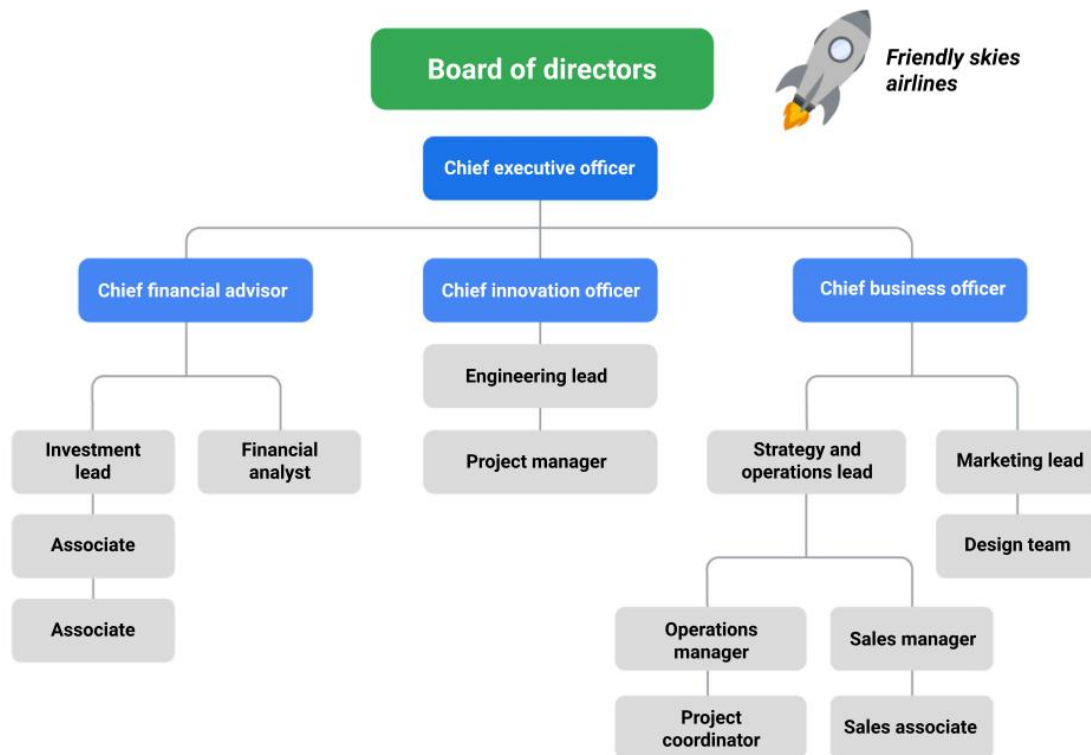 Board of directors
Friendly skies
airlines
Chief executive officer
Chief financial advisor
Chief innovation officer
Chief business officer
Engineering lead
Investment
lead
Financial
analyst
Project manager
Strategy and
operations lead
Marketing lead
Associate
Design team
Associate
Operations
manager
Sales manager
Project
coordinator
Sales associate